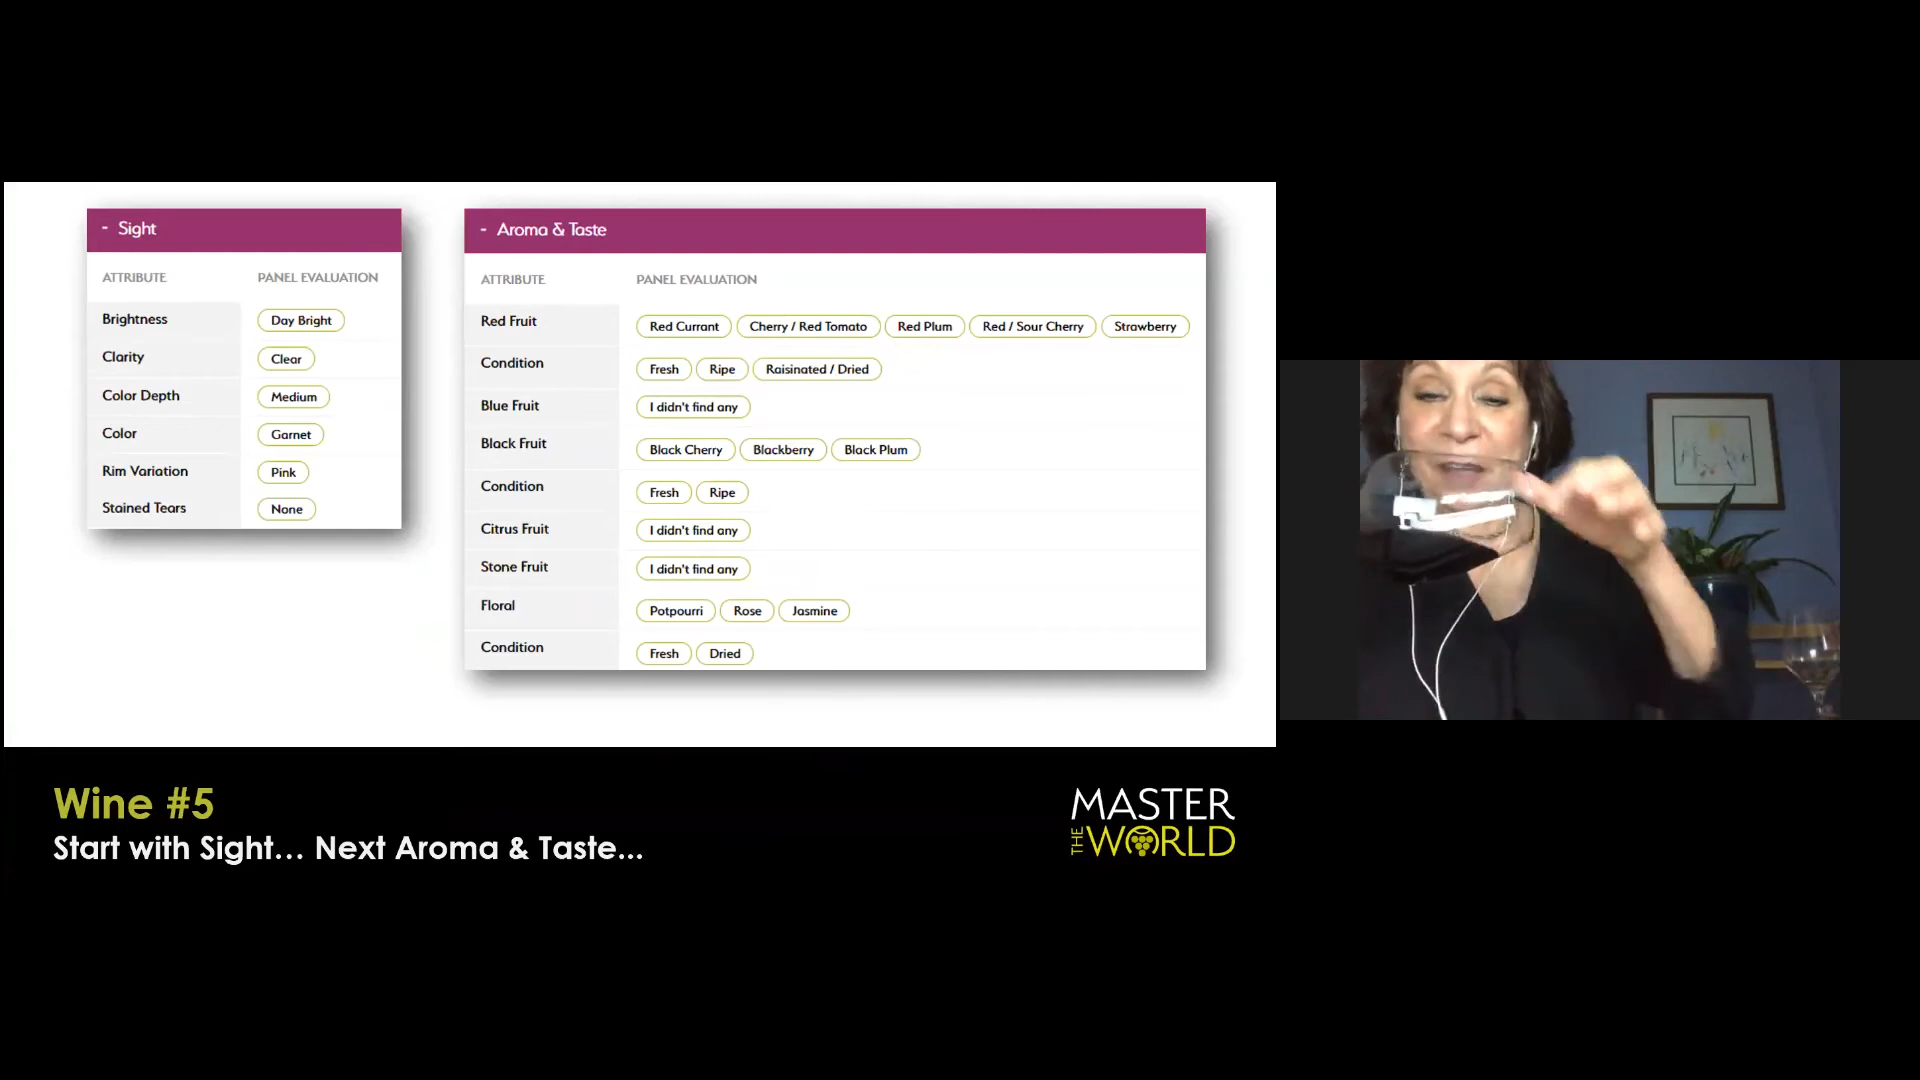 - Sight
ATTRIBUTE PANEL EVALUATION
Brightness Day Bright
Clarity Clear
Color Depth Medium
Color Garnet
Rim Variation Pink
Stained Tears None
- Aroma & Taste
ATTRIBUTE PANEL EVALUATION
Red Fruit Red Currant Cherry / Red Tomato Red Plum Red / Sour Cherry Strawberry
Condition Fresh Ripe Raisinated / Dried
Blue Fruit I didn't find any
Black Fruit Black Cherry Blackberry Black Plum
Condition Fresh Ripe
Citrus Fruit I didn't find any
Stone Fruit I didn't find any
Floral Potpourri Rose Jasmine
Condition Fresh Dried
Wine #5
Start with Sight... Next Aroma & Taste...
MASTER
THE WORLD